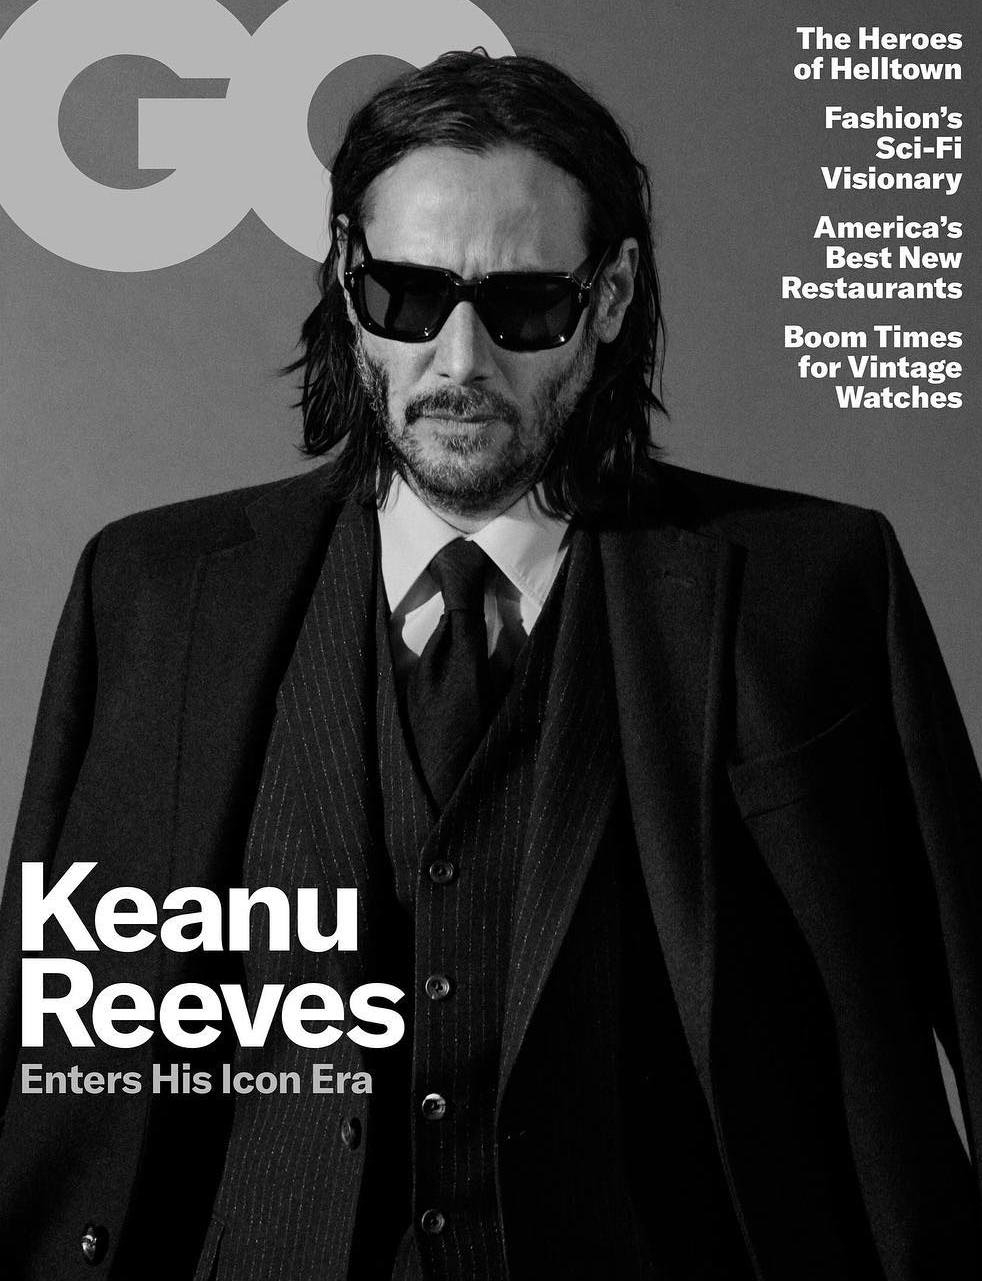 GQ
The Heroes
of Helltown
Fashion's
Sci-Fi
Visionary
America's
Best New
Restaurants
Boom Times
for Vintage
Watches
Keanu
Reeves
Enters His Icon Era